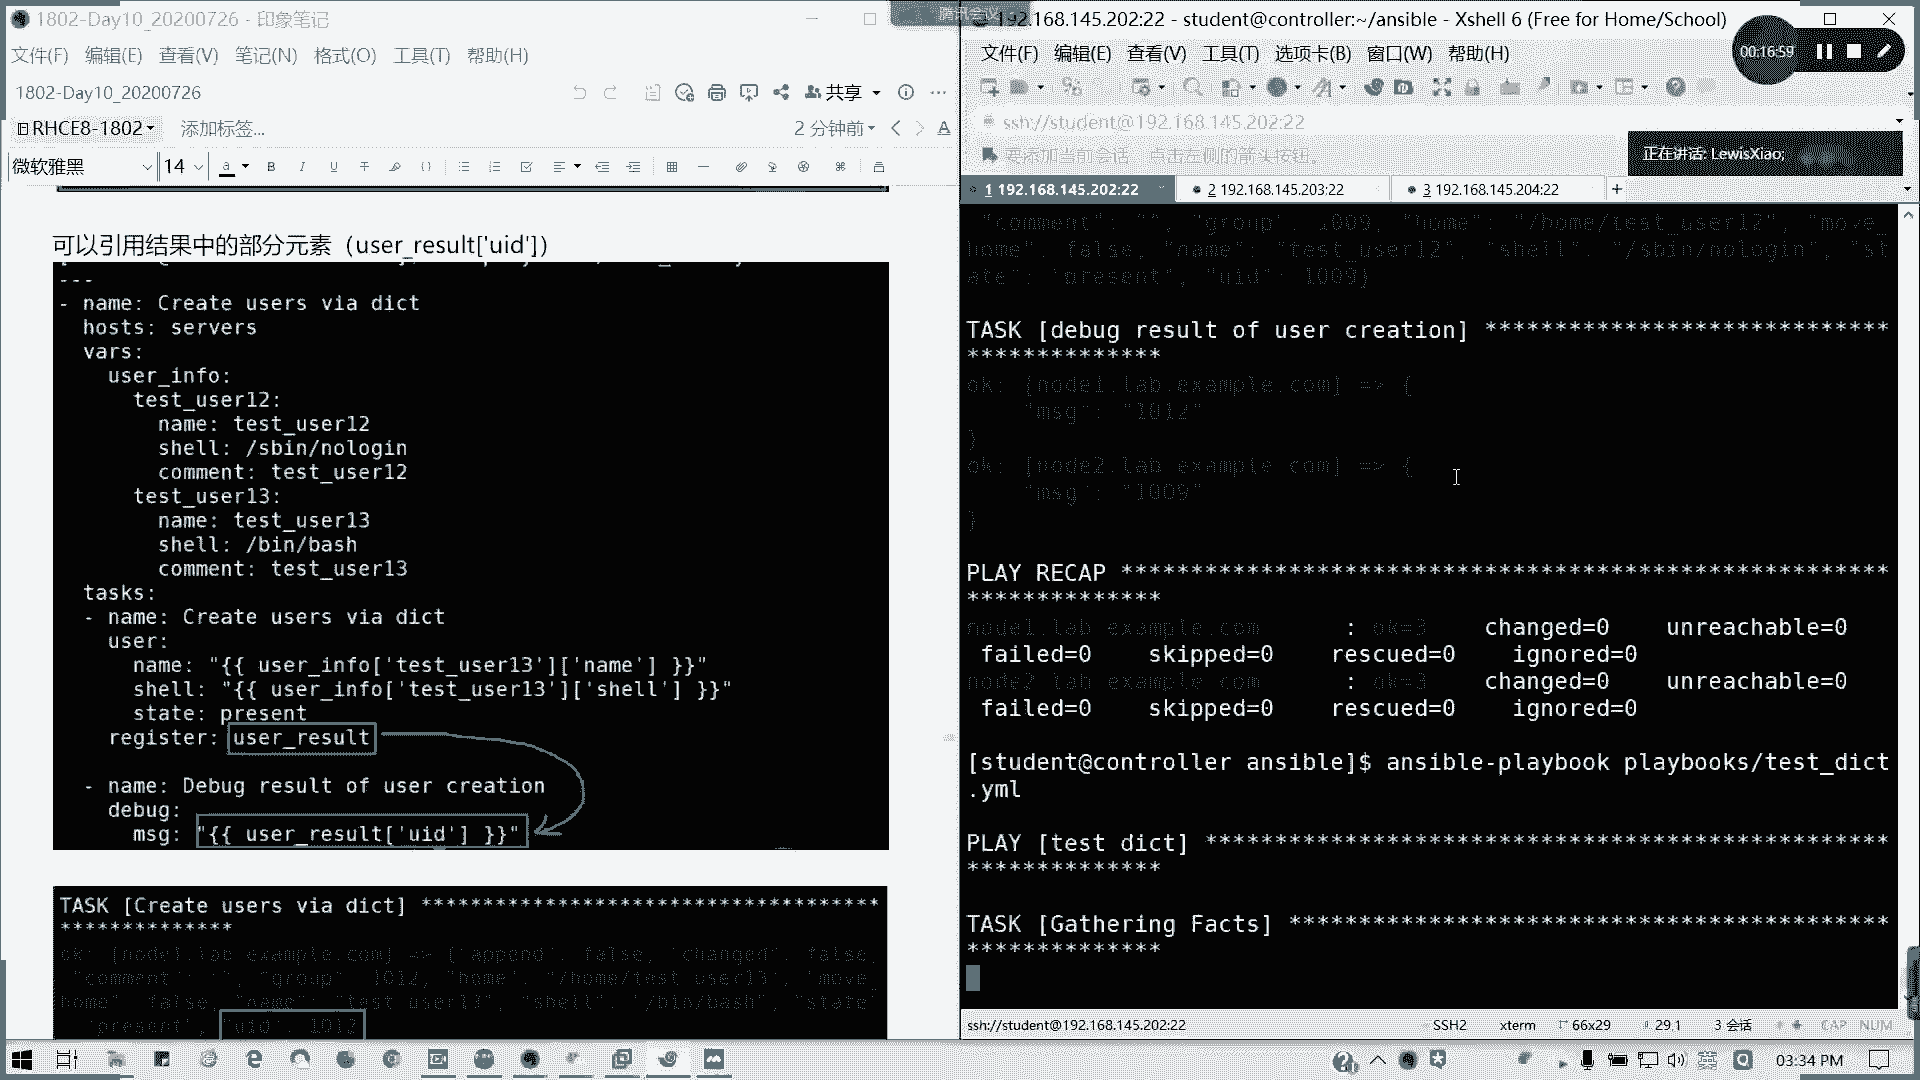 1802-Day10_20200726 - 印象笔记
文件(F) 编辑(E) 查看(V) 笔记(N) 格式(O) 工具(T) 帮助(H)
1802-Day10_20200726
共享
RHCE8-1802 添加标签...
2 分钟前
微软雅黑 14
可以引用结果中的部分元素（user_result['uid']）
---
- name: Create users via dict
hosts: servers
vars:
user_info:
test_user12:
name: test_user12
shell: /sbin/nologin
comment: test_user12
test_user13:
name: test_user13
shell: /bin/bash
comment: test_user13
tasks:
- name: Create users via dict
user:
name: "{{ user_info['test_user13']['name'] }}"
shell: "{{ user_info['test_user13']['shell'] }}"
state: present
register: user_result
- name: Debug result of user creation
debug:
msg: "{{ user_result['uid'] }}"
TASK [Create users via dict] *************************************
**************
ok: [node1.lab.example.com] => {"append": false, "changed": false,
"comment": "", "group": 1012, "home": "/home/test_user13", "move_
home": false, "name": "test_user13", "shell": "/bin/bash", "state"
: "present", "uid": 1012
腾讯会议
192.168.145.202:22 - student@controller:~/ansible - Xshell 6 (Free for Home/School)
文件(F) 编辑(E) 查看(V) 工具(T) 选项卡(B) 窗口(W) 帮助(H)
00:16:59
ssh://student@192.168.145.202:22
要添加当前会话，点击左侧的箭头按钮。
正在讲话: LewisXiao;
1 192.168.145.202:22
2 192.168.145.203:22
3 192.168.145.204:22
"comment": "", "group": 1009, "home": "/home/test_user12", "move_
home": false, "name": "test_user12", "shell": "/sbin/nologin", "st
ate": "present", "uid": 1009}
TASK [debug result of user creation] *****************************
**************
ok: [node1.lab.example.com] => {
"msg": "1012"
}
ok: [node2.lab.example.com] => {
"msg": "1009"
}
PLAY RECAP *******************************************************
**************
node1.lab.example.com : ok=3 changed=0 unreachable=0
failed=0 skipped=0 rescued=0 ignored=0
node2.lab.example.com : ok=3 changed=0 unreachable=0
failed=0 skipped=0 rescued=0 ignored=0
[student@controller ansible]$ ansible-playbook playbooks/test_dict
.yml
PLAY [test dict] *************************************************
**************
TASK [Gathering Facts] *******************************************
**************
ssh://student@192.168.145.202:22
SSH2 xterm 66x29 29,1 3 会话 CAP NUM
英 03:34 PM